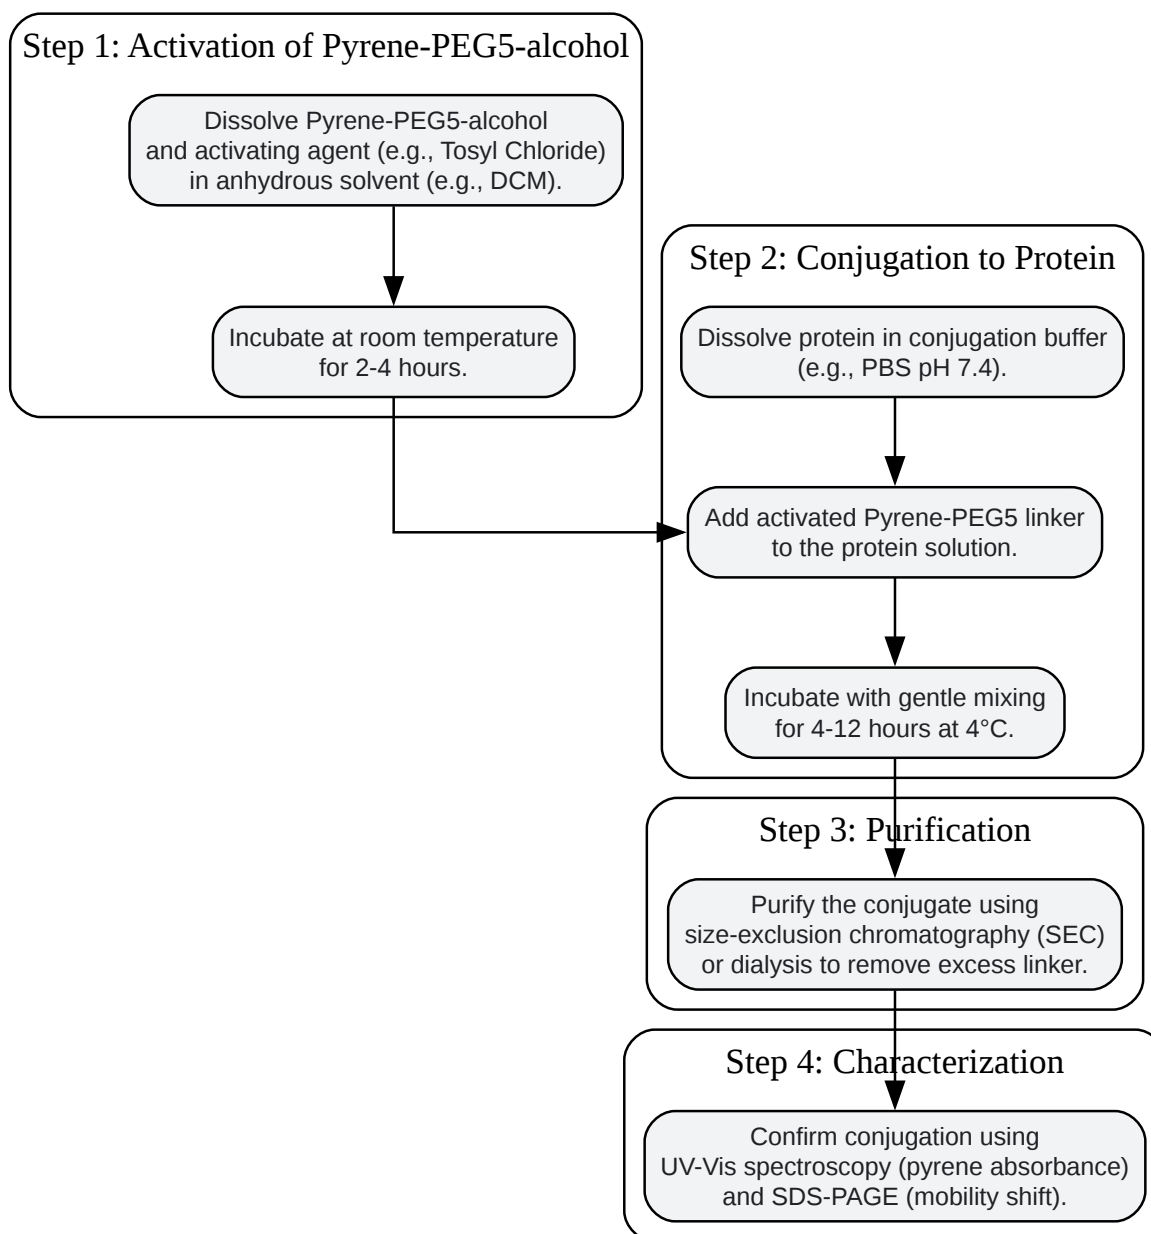 Step 1: Activation of Pyrene-PEG5-alcohol
Dissolve Pyrene-PEG5-alcohol
and activating agent (e.g., Tosyl Chloride)
in anhydrous solvent (e.g., DCM).
Incubate at room temperature
for 2-4 hours.
Step 2: Conjugation to Protein
Dissolve protein in conjugation buffer
(e.g., PBS pH 7.4).
Add activated Pyrene-PEG5 linker
to the protein solution.
Incubate with gentle mixing
for 4-12 hours at 4°C.
Step 3: Purification
Purify the conjugate using
size-exclusion chromatography (SEC)
or dialysis to remove excess linker.
Step 4: Characterization
Confirm conjugation using
UV-Vis spectroscopy (pyrene absorbance)
and SDS-PAGE (mobility shift).